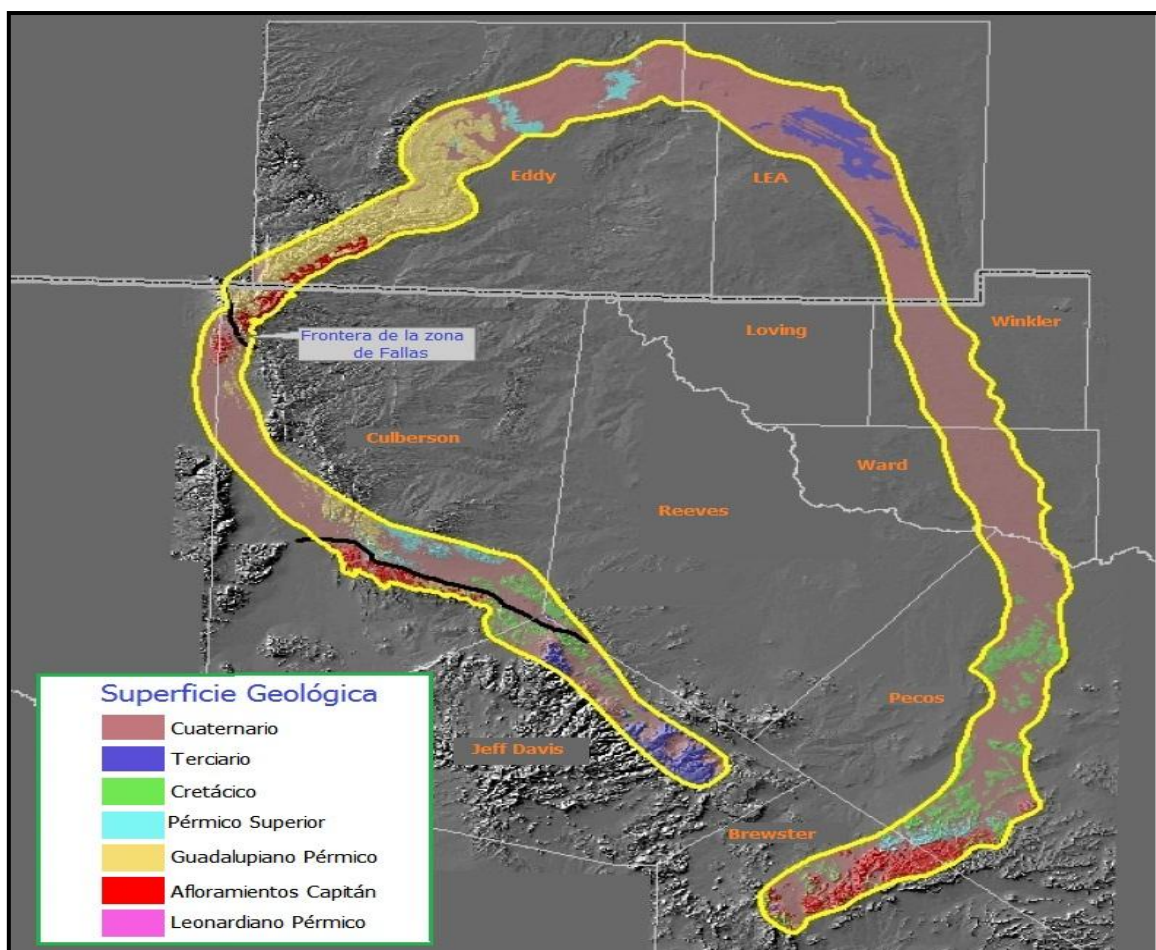 Eddy
LEA
Frontera de la zona
de Fallas
Loving
Winkler
Culberson
Ward
Reeves
Pecos
Jeff Davis
Brewster
Superficie Geológica
Cuaternario
Terciario
Cretácico
Pérmico Superior
Guadalupiano Pérmico
Afloramientos Capitán
Leonardiano Pérmico